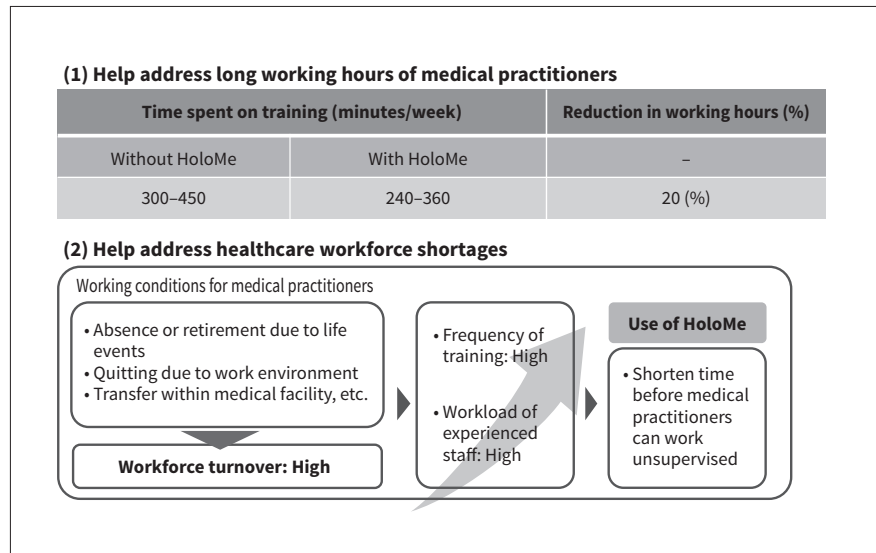 (1) Help address long working hours of medical practitioners
Time spent on training (minutes/week) Reduction in working hours (%)
Without HoloMe With HoloMe –
300–450 240–360 20 (%)
(2) Help address healthcare workforce shortages
Working conditions for medical practitioners
• Absence or retirement due to life
events
• Quitting due to work environment
• Transfer within medical facility, etc.
Workforce turnover: High
• Frequency of
training: High
• Workload of
experienced
staff: High
Use of HoloMe
• Shorten time
before medical
practitioners
can work
unsupervised